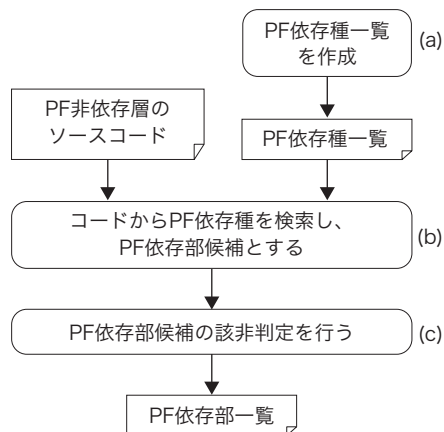 PF依存種一覧
を作成
(a)
PF非依存層の
ソースコード
PF依存種一覧
コードからPF依存種を検索し、
PF依存部候補とする
(b)
PF依存部候補の該非判定を行う
(c)
PF依存部一覧